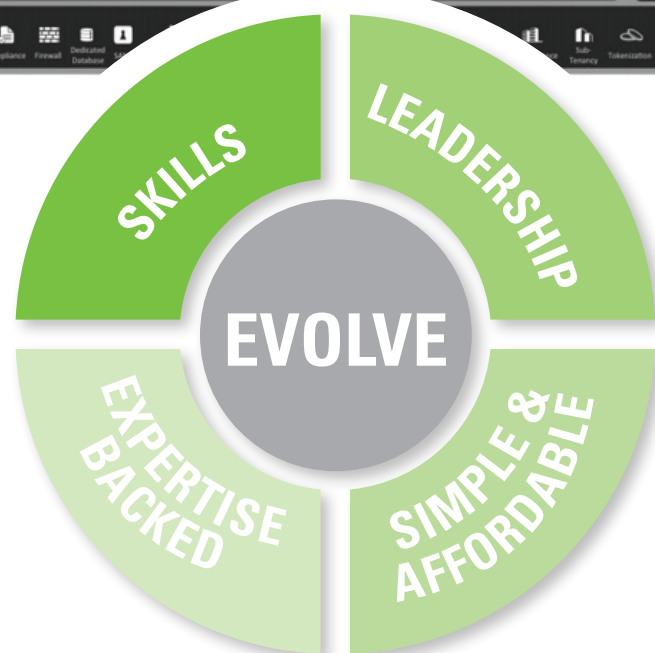 Firewall
Dedicated
Database
Sub-
Tenancy
Tokenization
SKILLS
LEADERSHIP
EVOLVE
EXPERTISE
BACKED
SIMPLE &
AFFORDABLE